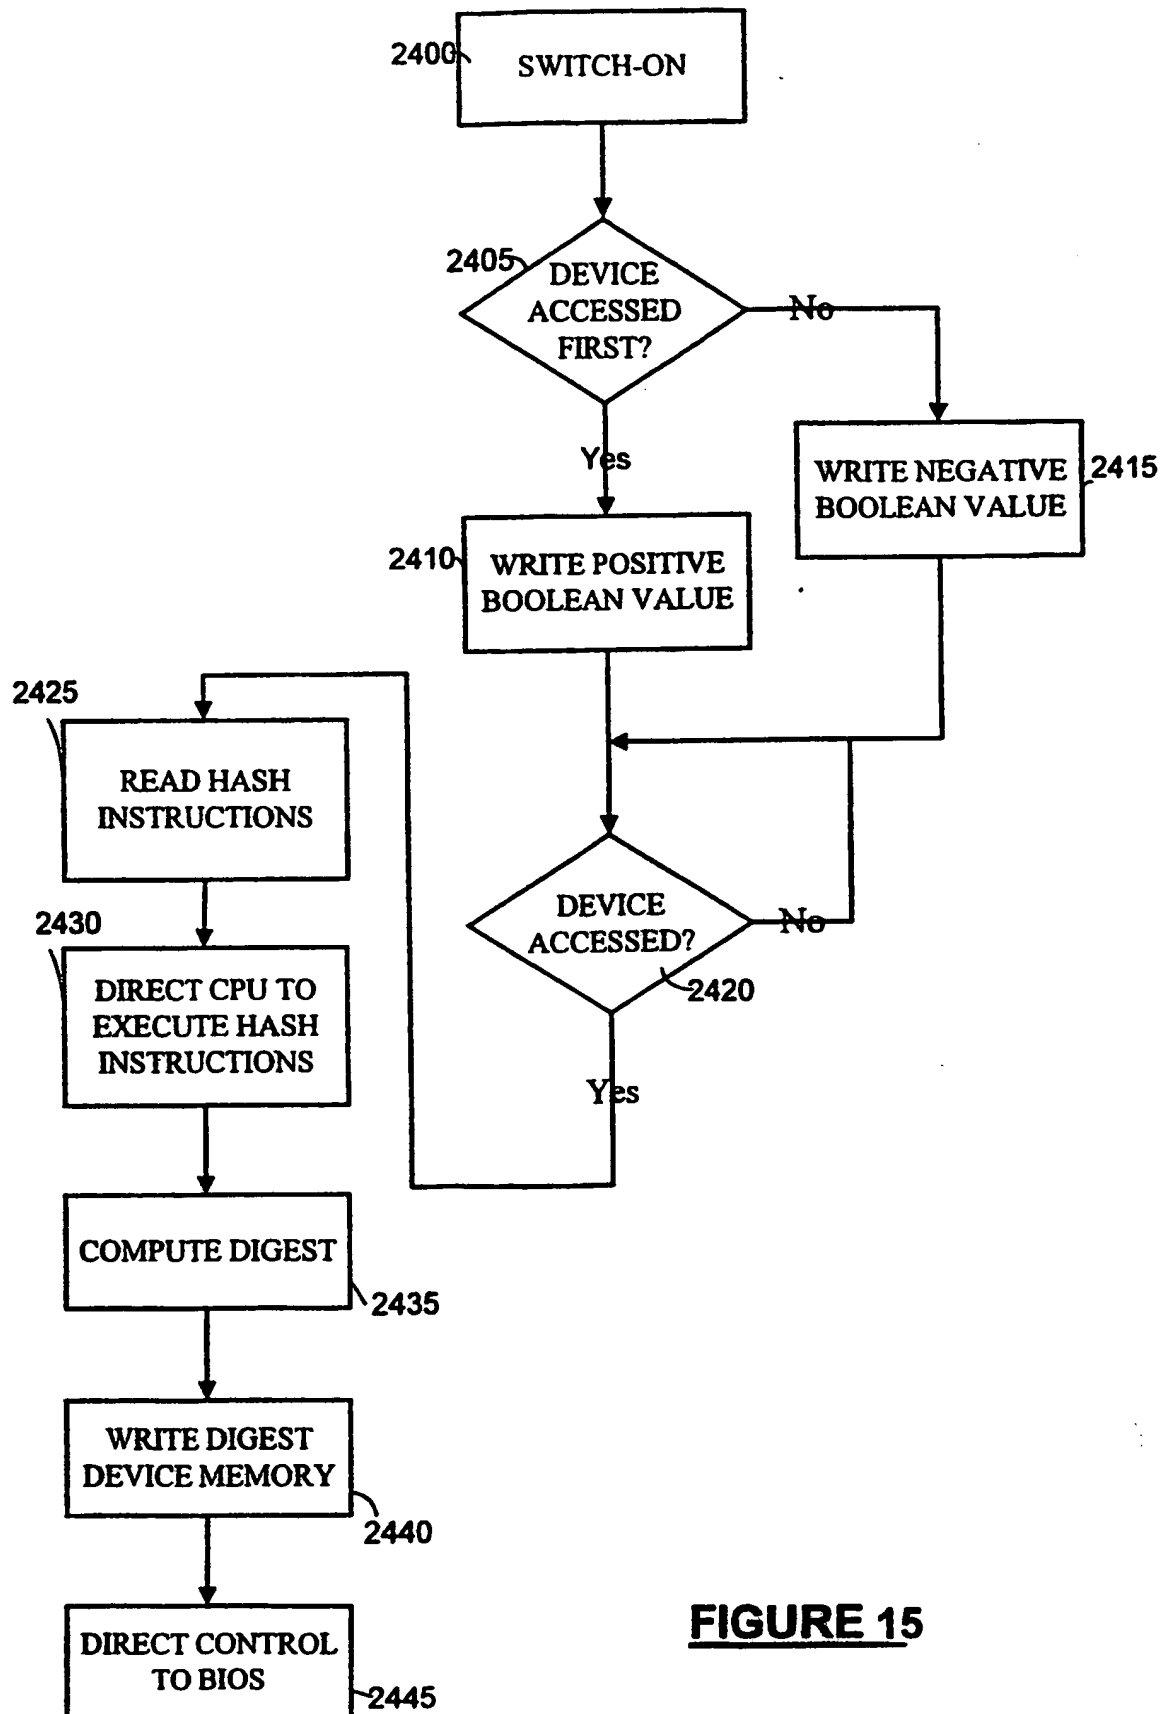 2400
SWITCH-ON
2405
DEVICE
ACCESSED
FIRST?
No
Yes
WRITE NEGATIVE
BOOLEAN VALUE
2415
2410
WRITE POSITIVE
BOOLEAN VALUE
2425
READ HASH
INSTRUCTIONS
DEVICE
ACCESSED?
No
2420
Yes
2430
DIRECT CPU TO
EXECUTE HASH
INSTRUCTIONS
COMPUTE DIGEST
2435
WRITE DIGEST
DEVICE MEMORY
2440
DIRECT CONTROL
TO BIOS
2445
FIGURE 15